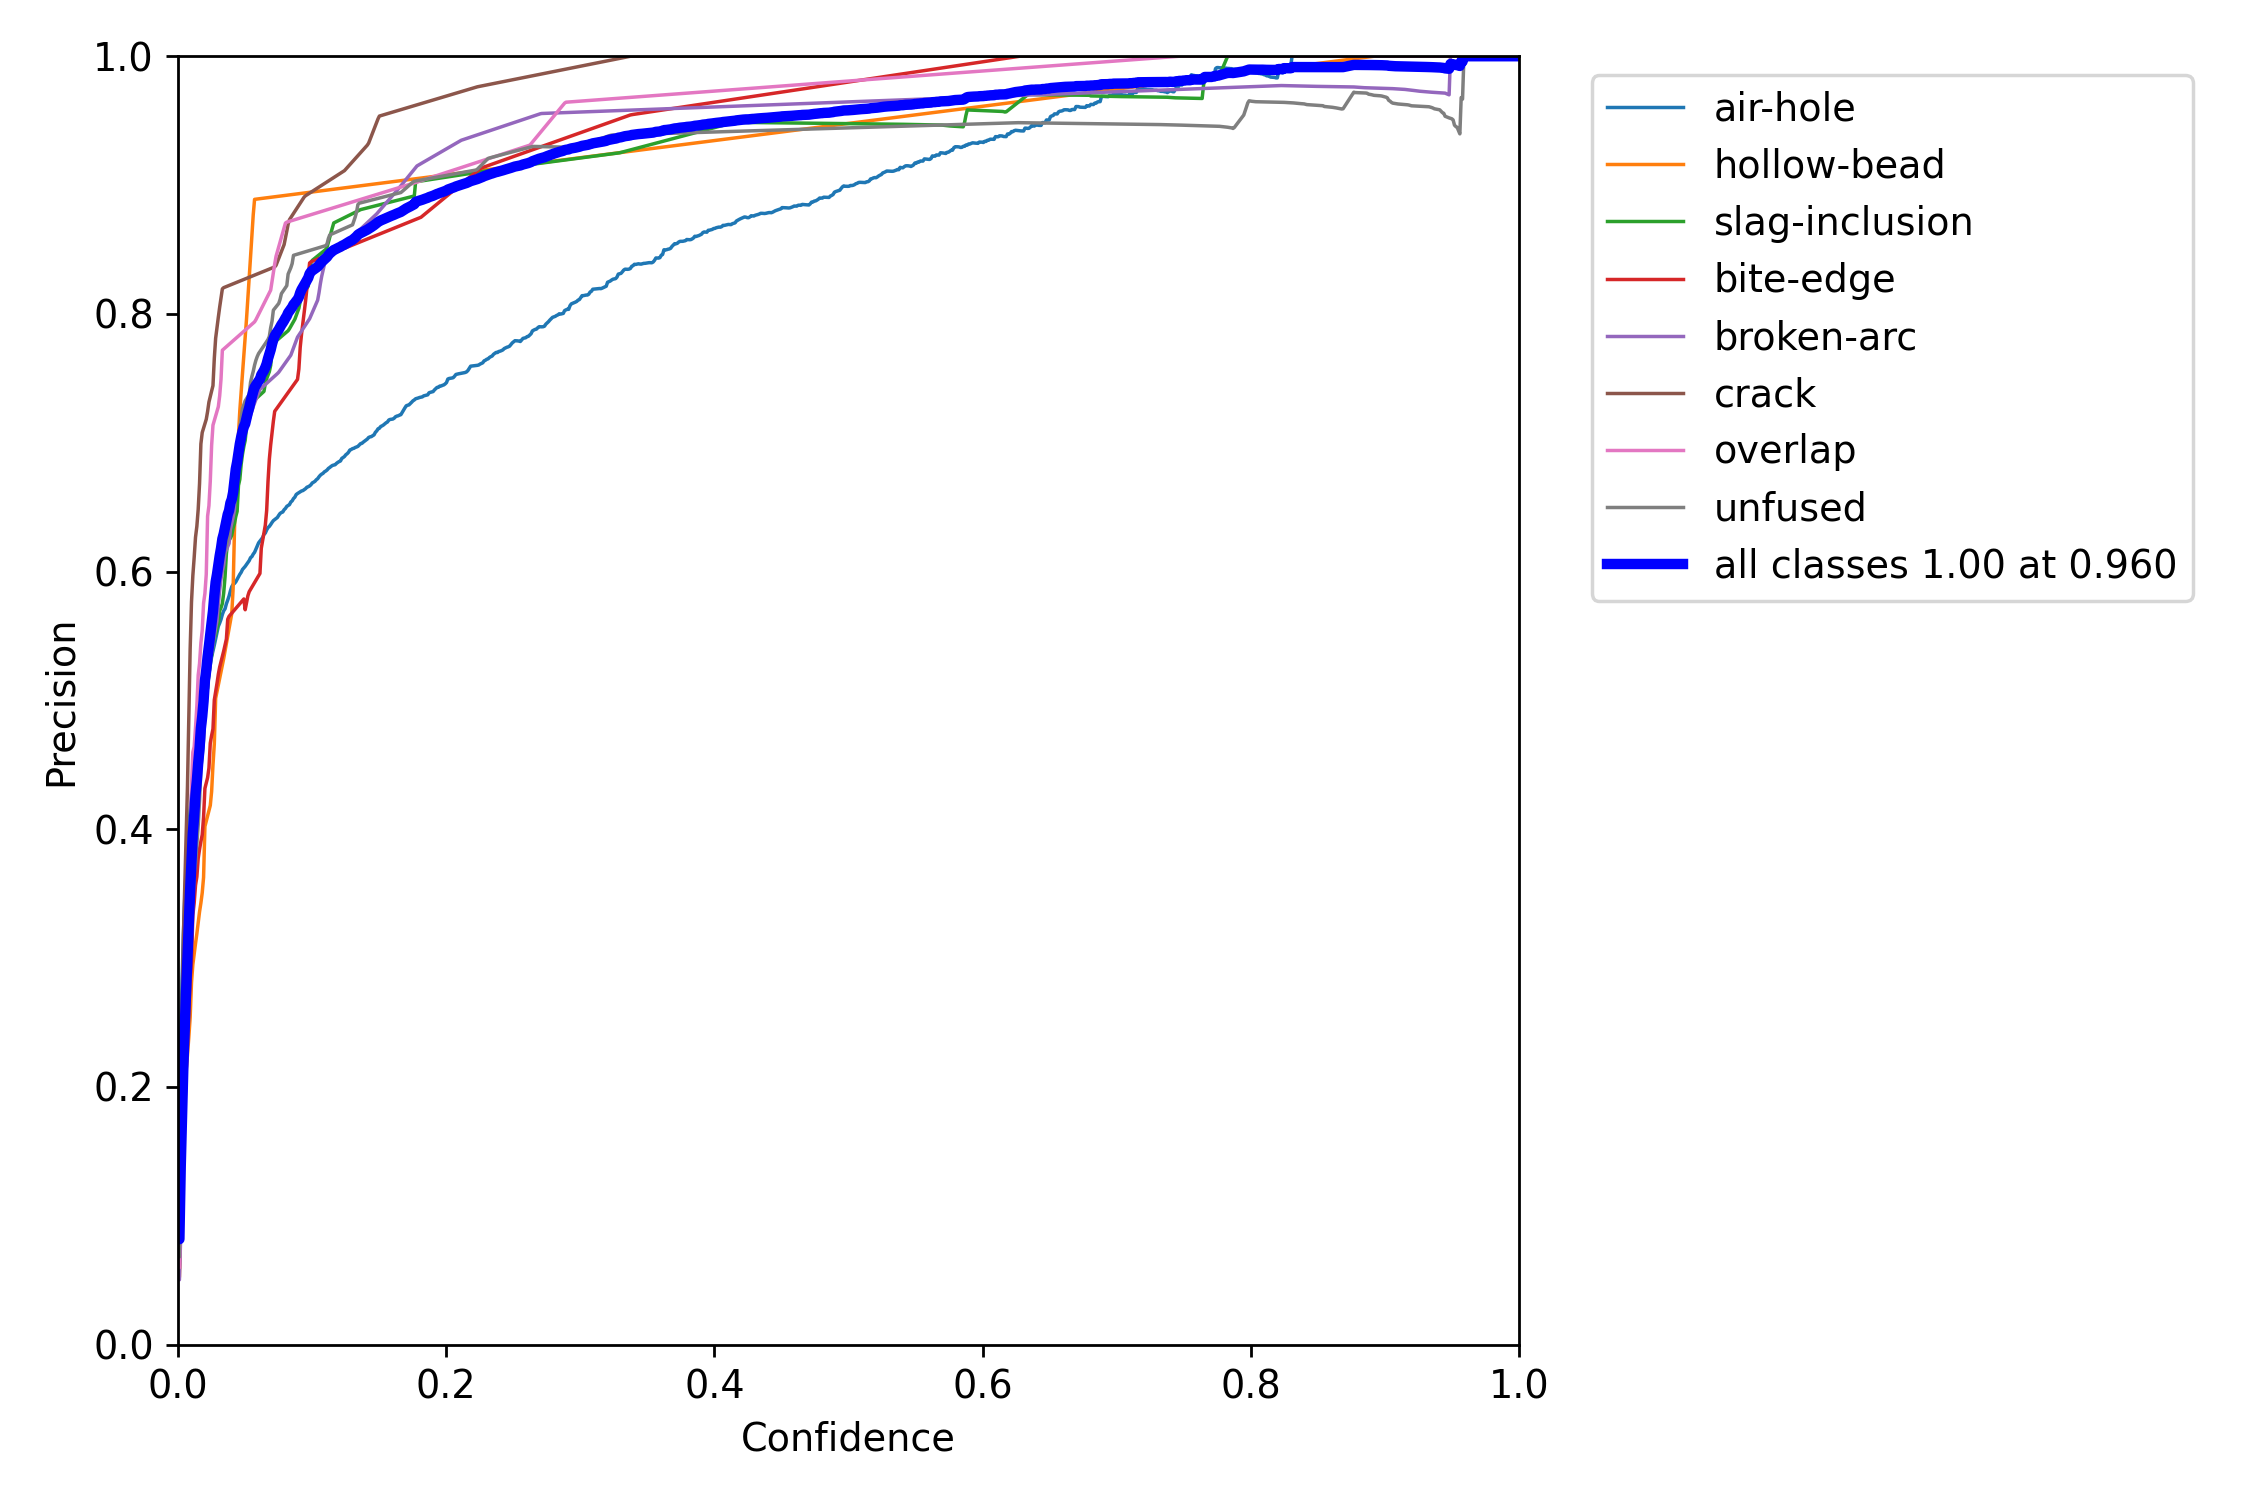 1.0
0.8
0.6
0.4
0.2
0.0
Precision
0.0 0.2 0.4 0.6 0.8 1.0
Confidence
air-hole
hollow-bead
slag-inclusion
bite-edge
broken-arc
crack
overlap
unfused
all classes 1.00 at 0.960